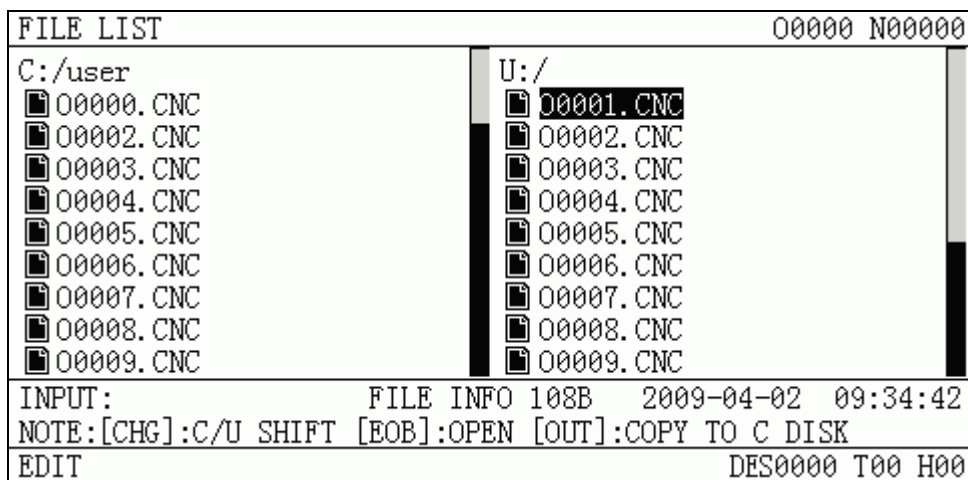 FILE LIST O0000 N00000
C:/user U:/
O0000.CNC O0001.CNC
O0002.CNC O0002.CNC
O0003.CNC O0003.CNC
O0004.CNC O0004.CNC
O0005.CNC O0005.CNC
O0006.CNC O0006.CNC
O0007.CNC O0007.CNC
O0008.CNC O0008.CNC
O0009.CNC O0009.CNC
INPUT: FILE INFO 108B 2009-04-02 09:34:42
NOTE:[CHG]:C/U SHIFT [EOB]:OPEN [OUT]:COPY TO C DISK
EDIT DES0000 T00 H00